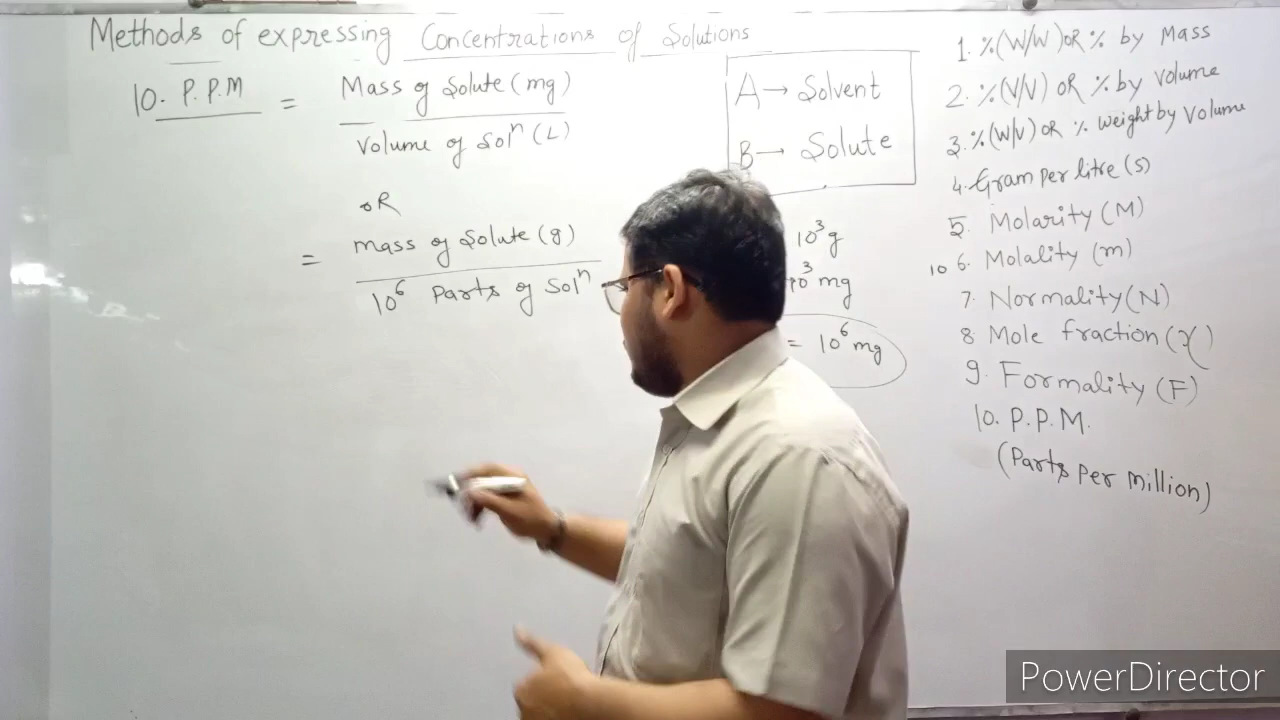 Methods of expressing Concentrations of Solutions
10. P.P.M = Mass of Solute (mg)
Volume of Solⁿ (L)
OR
= mass of Solute (g)
10⁶ Parts of Solⁿ
A → Solvent
B → Solute
10³g
10³ mg
= 10⁶ mg
1. % (W/W) OR % by Mass
2. % (V/V) OR % by Volume
3. % (W/V) OR % weight by Volume
4. Gram per litre (s)
5. Molarity (M)
10 6. Molality (m)
7. Normality (N)
8 Mole fraction (χ)
9. Formality (F)
10. P.P.M.
(Parts per million)
PowerDirector